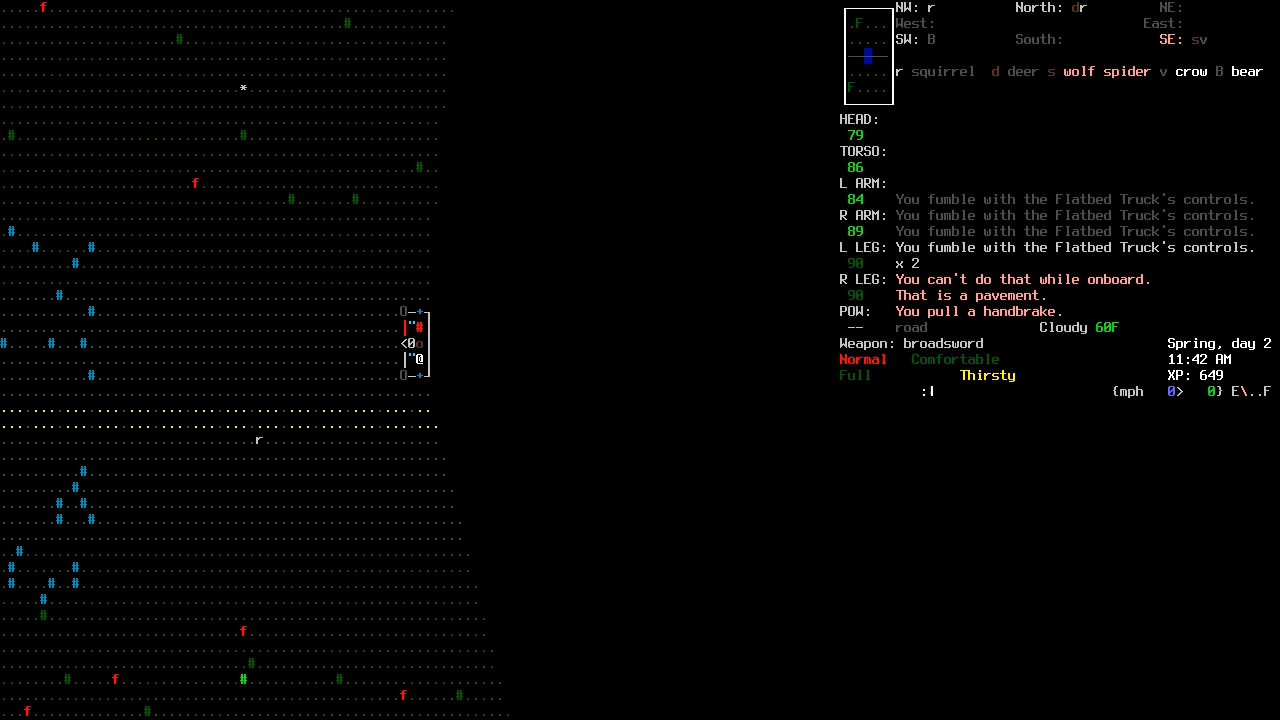 NW: r North: dr NE:
West: East:
SW: B South: SE: sv
r squirrel d deer s wolf spider v crow B bear
HEAD:
79
TORSO:
86
L ARM:
84 You fumble with the Flatbed Truck's controls.
R ARM: You fumble with the Flatbed Truck's controls.
89 You fumble with the Flatbed Truck's controls.
L LEG: You fumble with the Flatbed Truck's controls.
90 x 2
R LEG: You can't do that while onboard.
90 That is a pavement.
POW: You pull a handbrake.
-- road Cloudy 60F
Weapon: broadsword Spring, day 2
Normal Comfortable 11:42 AM
Full Thirsty XP: 649
:| {mph 0> 0} E\..F